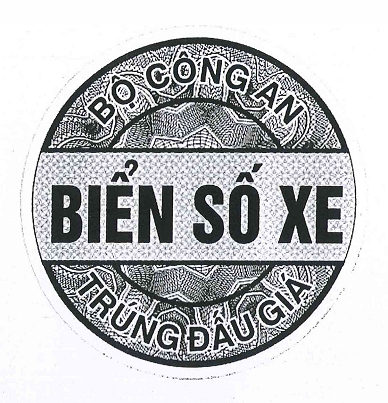 BỘ CÔNG AN
BIỂN SỐ XE
TRÚNG ĐẤU GIÁ